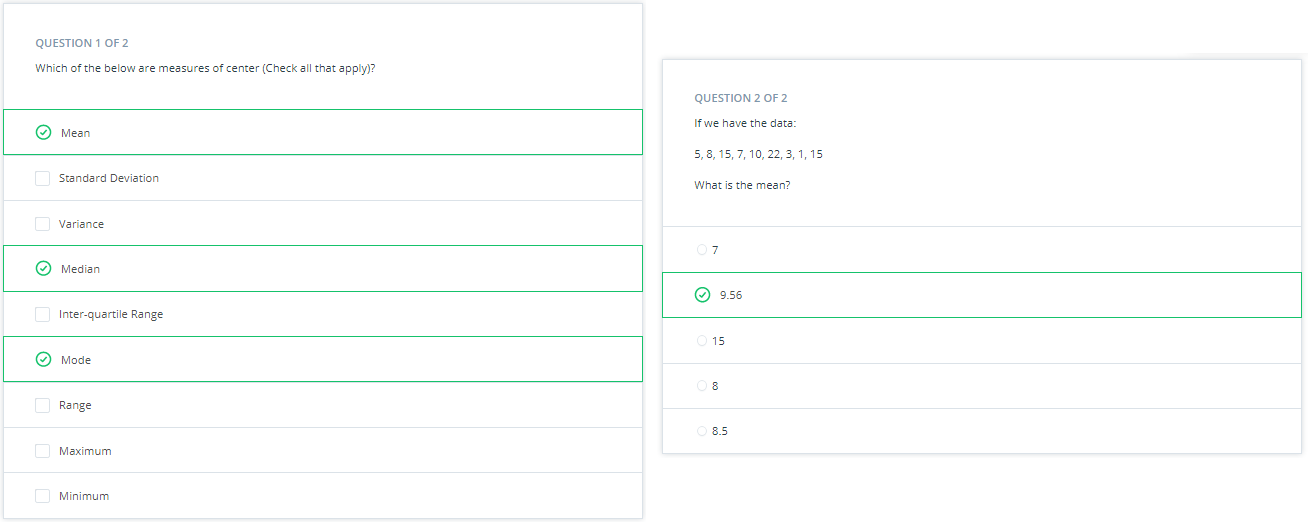 QUESTION 1 OF 2
Which of the below are measures of center (Check all that apply)?
Mean
Standard Deviation
Variance
Median
Inter-quartile Range
Mode
Range
Maximum
Minimum
QUESTION 2 OF 2
If we have the data:
5, 8, 15, 7, 10, 22, 3, 1, 15
What is the mean?
7
9.56
15
8
8.5